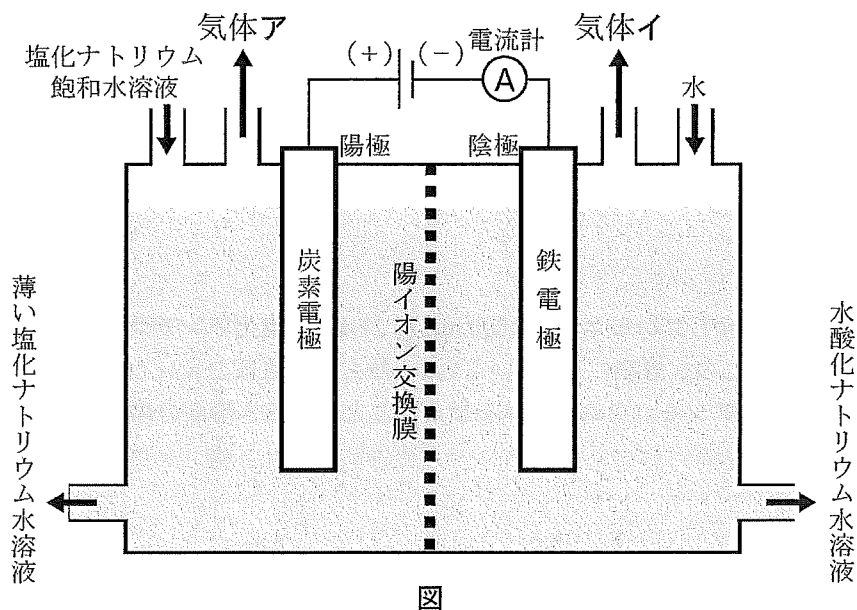 気体ア
気体イ
塩化ナトリウム
飽和水溶液
(+)
(−)
電流計
A
水
陽極
陰極
炭素電極
陽イオン交換膜
鉄電極
薄い塩化ナトリウム水溶液
水酸化ナトリウム水溶液
図